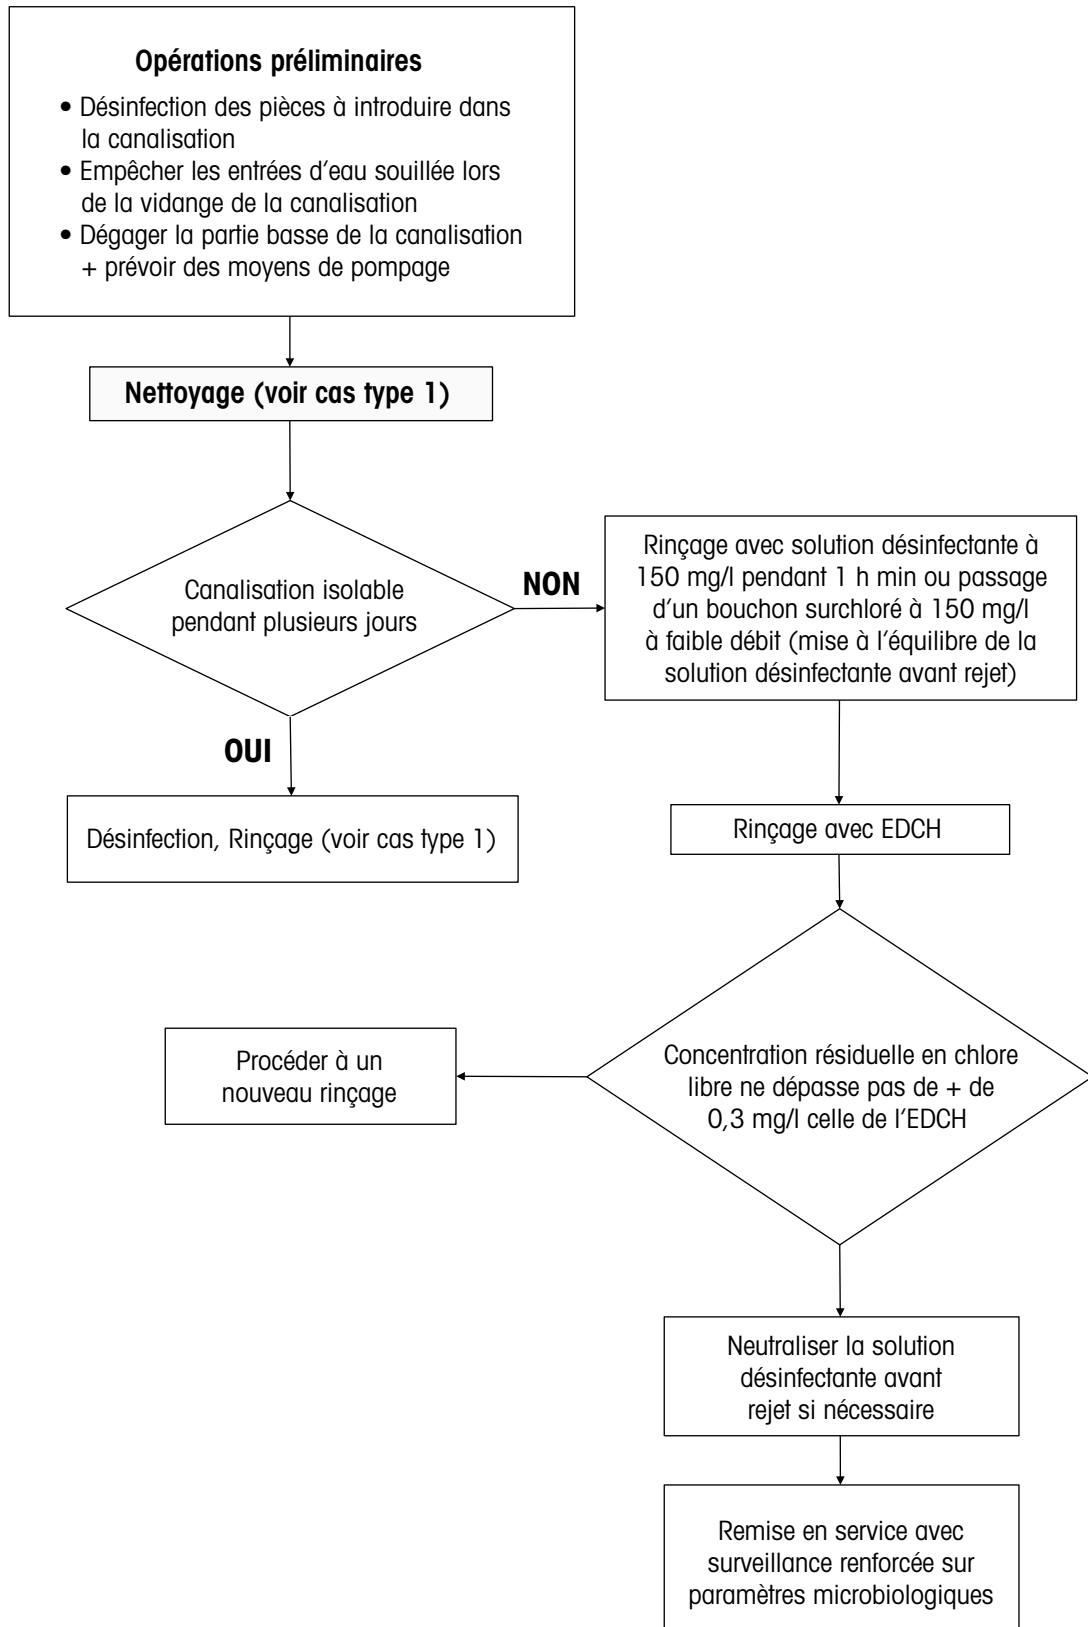 Opérations préliminaires
• Désinfection des pièces à introduire dans
la canalisation
• Empêcher les entrées d’eau souillée lors
de la vidange de la canalisation
• Dégager la partie basse de la canalisation
+ prévoir des moyens de pompage
Nettoyage (voir cas type 1)
Canalisation isolable
pendant plusieurs jours
NON
Rinçage avec solution désinfectante à
150 mg/l pendant 1 h min ou passage
d’un bouchon surchloré à 150 mg/l
à faible débit (mise à l’équilibre de la
solution désinfectante avant rejet)
OUI
Désinfection, Rinçage (voir cas type 1)
Rinçage avec EDCH
Concentration résiduelle en chlore
libre ne dépasse pas de + de
0,3 mg/l celle de l’EDCH
Procéder à un
nouveau rinçage
Neutraliser la solution
désinfectante avant
rejet si nécessaire
Remise en service avec
surveillance renforcée sur
paramètres microbiologiques